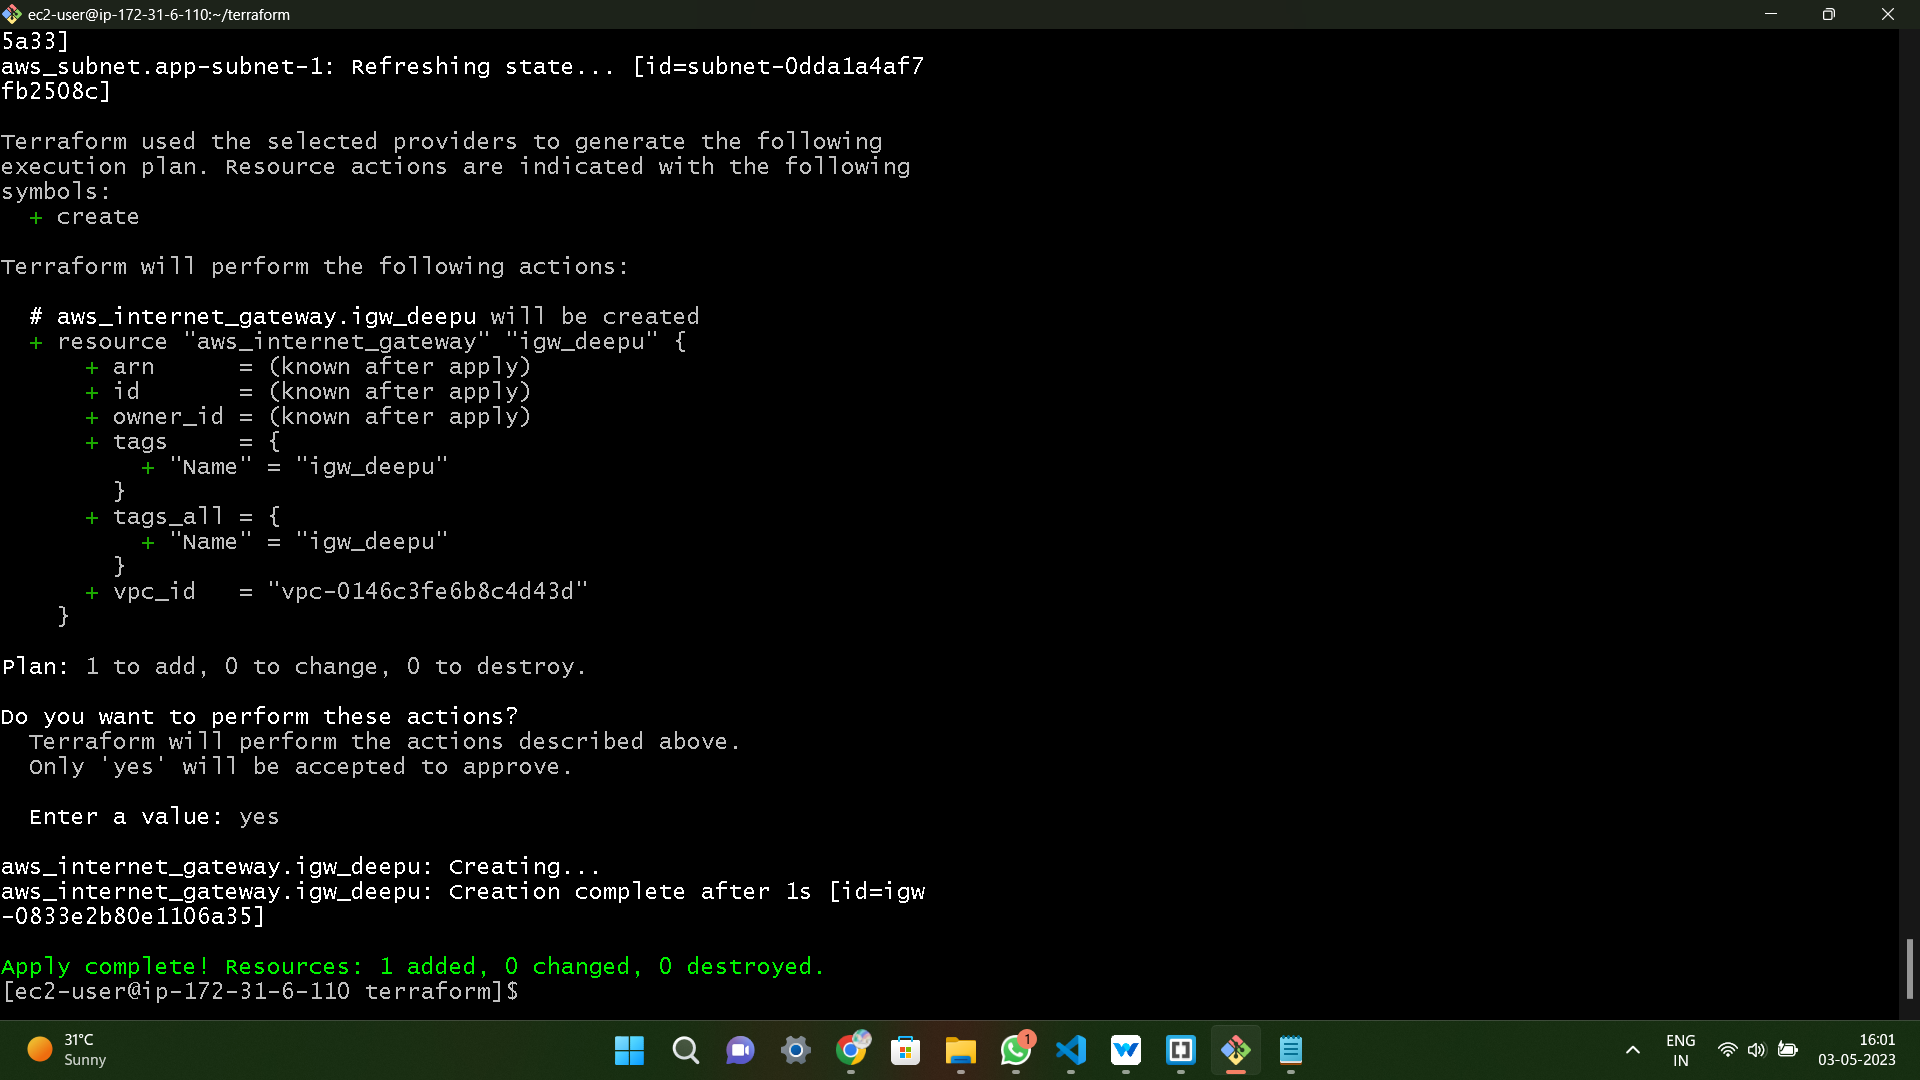 ec2-user@ip-172-31-6-110:~/terraform
5a33]
aws_subnet.app-subnet-1: Refreshing state... [id=subnet-0dda1a4af7
fb2508c]
Terraform used the selected providers to generate the following
execution plan. Resource actions are indicated with the following
symbols:
  + create
Terraform will perform the following actions:
  # aws_internet_gateway.igw_deepu will be created
  + resource "aws_internet_gateway" "igw_deepu" {
      + arn      = (known after apply)
      + id       = (known after apply)
      + owner_id = (known after apply)
      + tags     = {
          + "Name" = "igw_deepu"
        }
      + tags_all = {
          + "Name" = "igw_deepu"
        }
      + vpc_id   = "vpc-0146c3fe6b8c4d43d"
    }
Plan: 1 to add, 0 to change, 0 to destroy.
Do you want to perform these actions?
  Terraform will perform the actions described above.
  Only 'yes' will be accepted to approve.
  Enter a value: yes
aws_internet_gateway.igw_deepu: Creating...
aws_internet_gateway.igw_deepu: Creation complete after 1s [id=igw
-0833e2b80e1106a35]
Apply complete! Resources: 1 added, 0 changed, 0 destroyed.
[ec2-user@ip-172-31-6-110 terraform]$
31°C
Sunny
1
ENG
IN
16:01
03-05-2023